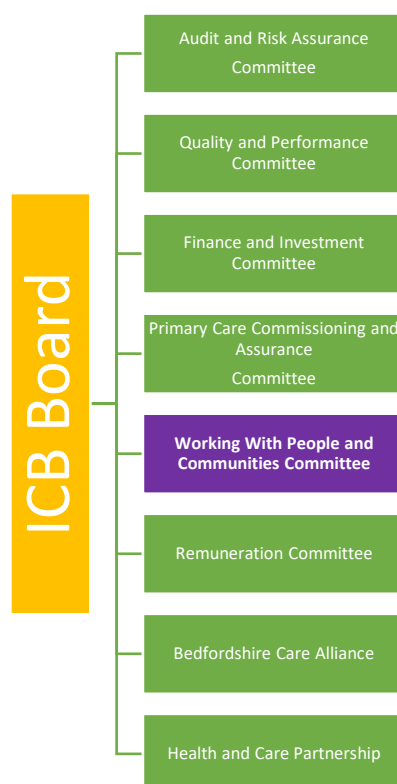 ICB Board
Audit and Risk Assurance
Committee
Quality and Performance
Committee
Finance and Investment
Committee
Primary Care Commissioning and
Assurance
Committee
Working With People and
Communities Committee
Remuneration Committee
Bedfordshire Care Alliance
Health and Care Partnership